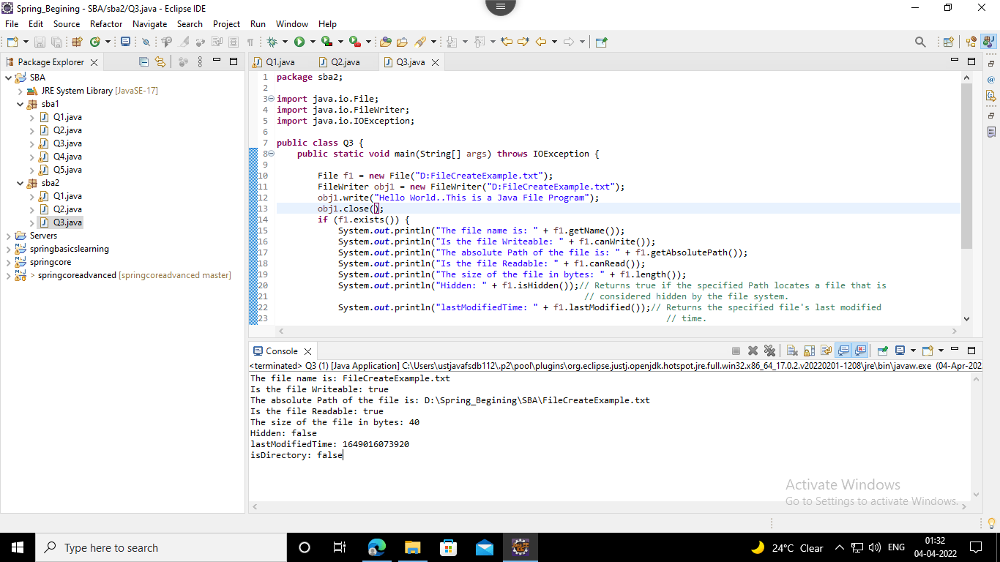 Spring_Begining - SBA/sba2/Q3.java - Eclipse IDE
File Edit Source Refactor Navigate Search Project Run Window Help
Package Explorer
SBA
JRE System Library [JavaSE-17]
sba1
Q1.java
Q2.java
Q3.java
Q4.java
Q5.java
sba2
Q1.java
Q2.java
Q3.java
Servers
springbasicslearning
springcore
> springcoreadvanced [springcoreadvanced master]
Q1.java Q2.java Q3.java
1 package sba2;
2
3 import java.io.File;
4 import java.io.FileWriter;
5 import java.io.IOException;
6
7 public class Q3 {
8 public static void main(String[] args) throws IOException {
9
10 File f1 = new File("D:FileCreateExample.txt");
11 FileWriter obj1 = new FileWriter("D:FileCreateExample.txt");
12 obj1.write("Hello World..This is a Java File Program");
13 obj1.close();
14 if (f1.exists()) {
15 System.out.println("The file name is: " + f1.getName());
16 System.out.println("Is the file Writeable: " + f1.canWrite());
17 System.out.println("The absolute Path of the file is: " + f1.getAbsolutePath());
18 System.out.println("Is the file Readable: " + f1.canRead());
19 System.out.println("The size of the file in bytes: " + f1.length());
20 System.out.println("Hidden: " + f1.isHidden());// Returns true if the specified Path locates a file that is
21 // considered hidden by the file system.
22 System.out.println("lastModifiedTime: " + f1.lastModified());// Returns the specified file's last modified
23 // time.
Console
<terminated> Q3 (1) [Java Application] C:\Users\ustjavafsdb112\.p2\pool\plugins\org.eclipse.justj.openjdk.hotspot.jre.full.win32.x86_64_17.0.2.v20220201-1208\jre\bin\javaw.exe (04-Apr-202
The file name is: FileCreateExample.txt
Is the file Writeable: true
The absolute Path of the file is: D:\Spring_Begining\SBA\FileCreateExample.txt
Is the file Readable: true
The size of the file in bytes: 40
Hidden: false
lastModifiedTime: 1649016073920
isDirectory: false
Activate Windows
Go to Settings to activate Windows.
Type here to search
24°C Clear
ENG
01:32
04-04-2022